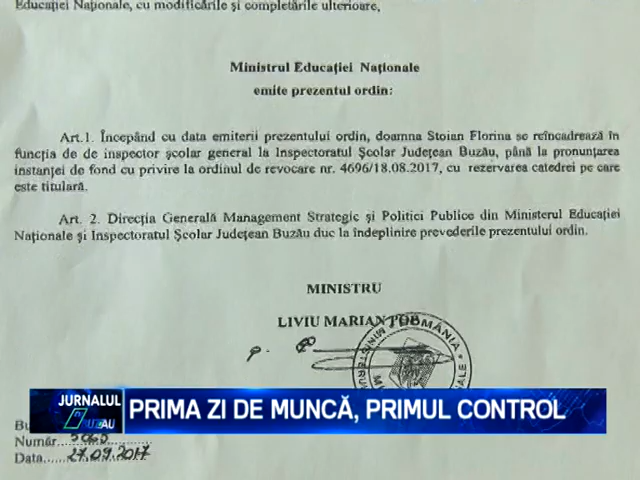 Educației Naționale, cu modificările și completările ulterioare,
Ministrul Educației Naționale
emite prezentul ordin:
Art.1. Începând cu data emiterii prezentului ordin, doamna Stoian Florina se reîncadrează în
funcția de de inspector școlar general la Inspectoratul Școlar Județean Buzău, până la pronunțarea
instanței de fond cu privire la ordinul de revocare nr. 4696/18.08.2017, cu rezervarea catedrei pe care
este titulară.
Art. 2. Direcția Generală Management Strategic și Politici Publice din Ministerul Educației
Naționale și Inspectoratul Școlar Județean Buzău duc la îndeplinire prevederile prezentului ordin.
MINISTRU
LIVIU MARIAN POP
ROMÂNIA
JURNALUL
BUZĂU
PRIMA ZI DE MUNCĂ, PRIMUL CONTROL
Număr
Data 27.09.2017